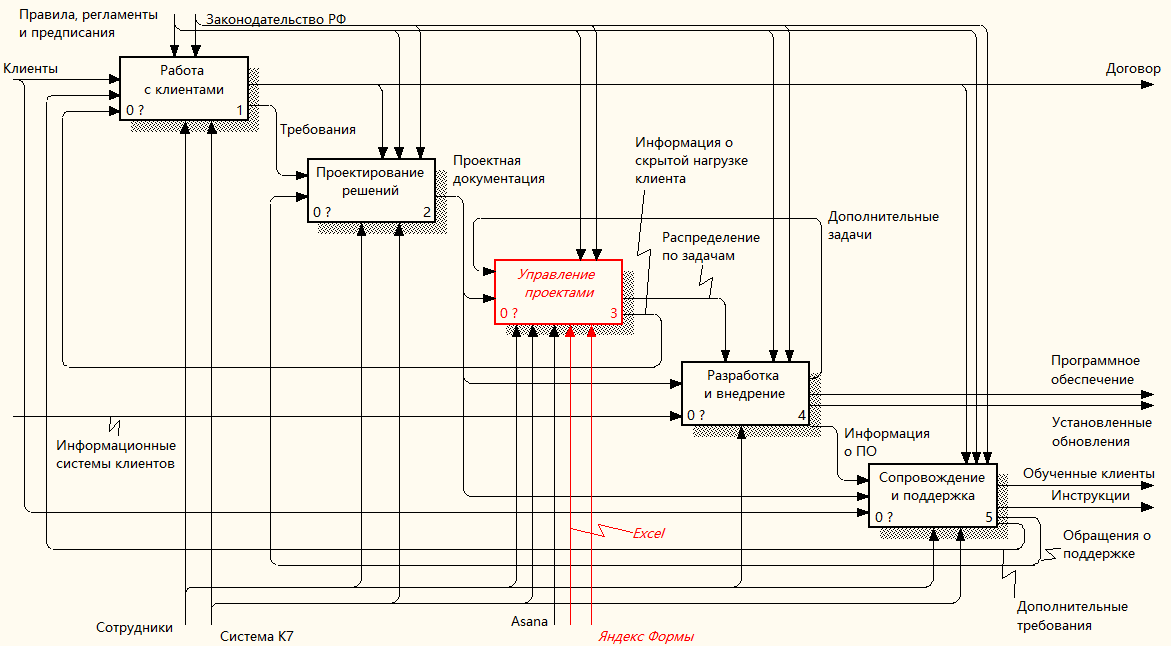 Правила, регламенты
и предписания
Законодательство РФ
Клиенты
Договор
Работа
с клиентами
0 ?
1
Требования
Проектная
документация
Информация о
скрытой нагрузке
клиента
Проектирование
решений
0 ?
2
Дополнительные
задачи
Распределение
по задачам
Управление
проектами
0 ?
3
Программное
обеспечение
Разработка
и внедрение
0 ?
4
Установленные
обновления
Информация
о ПО
Информационные
системы клиентов
Обученные клиенты
Инструкции
Сопровождение
и поддержка
0 ?
5
Excel
Обращения о
поддержке
Дополнительные
требования
Сотрудники
Система К7
Asana
Яндекс Формы